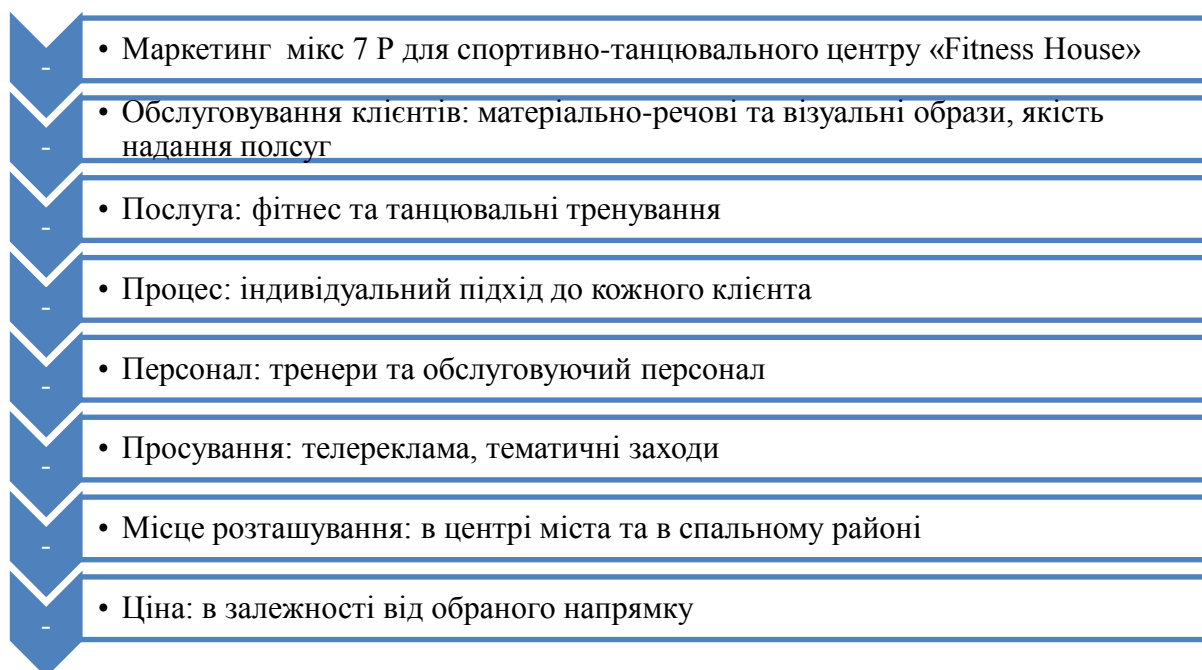 - • Маркетинг мікс 7 Р для спортивно-танцювального центру «Fitness House»
- • Обслуговування клієнтів: матеріально-речові та візуальні образи, якість
надання полсуг
- • Послуга: фітнес та танцювальні тренування
- • Процес: індивідуальний підхід до кожного клієнта
- • Персонал: тренери та обслуговуючий персонал
- • Просування: телереклама, тематичні заходи
- • Місце розташування: в центрі міста та в спальному районі
- • Ціна: в залежності від обраного напрямку